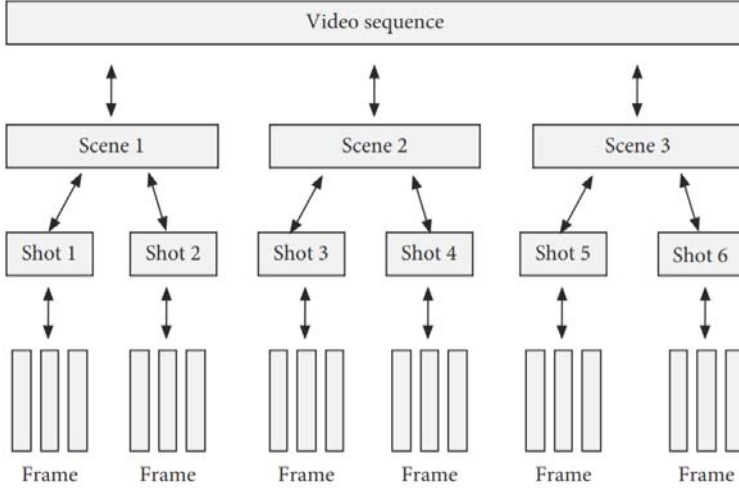 Video sequence
Scene 1 Scene 2 Scene 3
Shot 1 Shot 2 Shot 3 Shot 4 Shot 5 Shot 6
Frame Frame Frame Frame Frame Frame